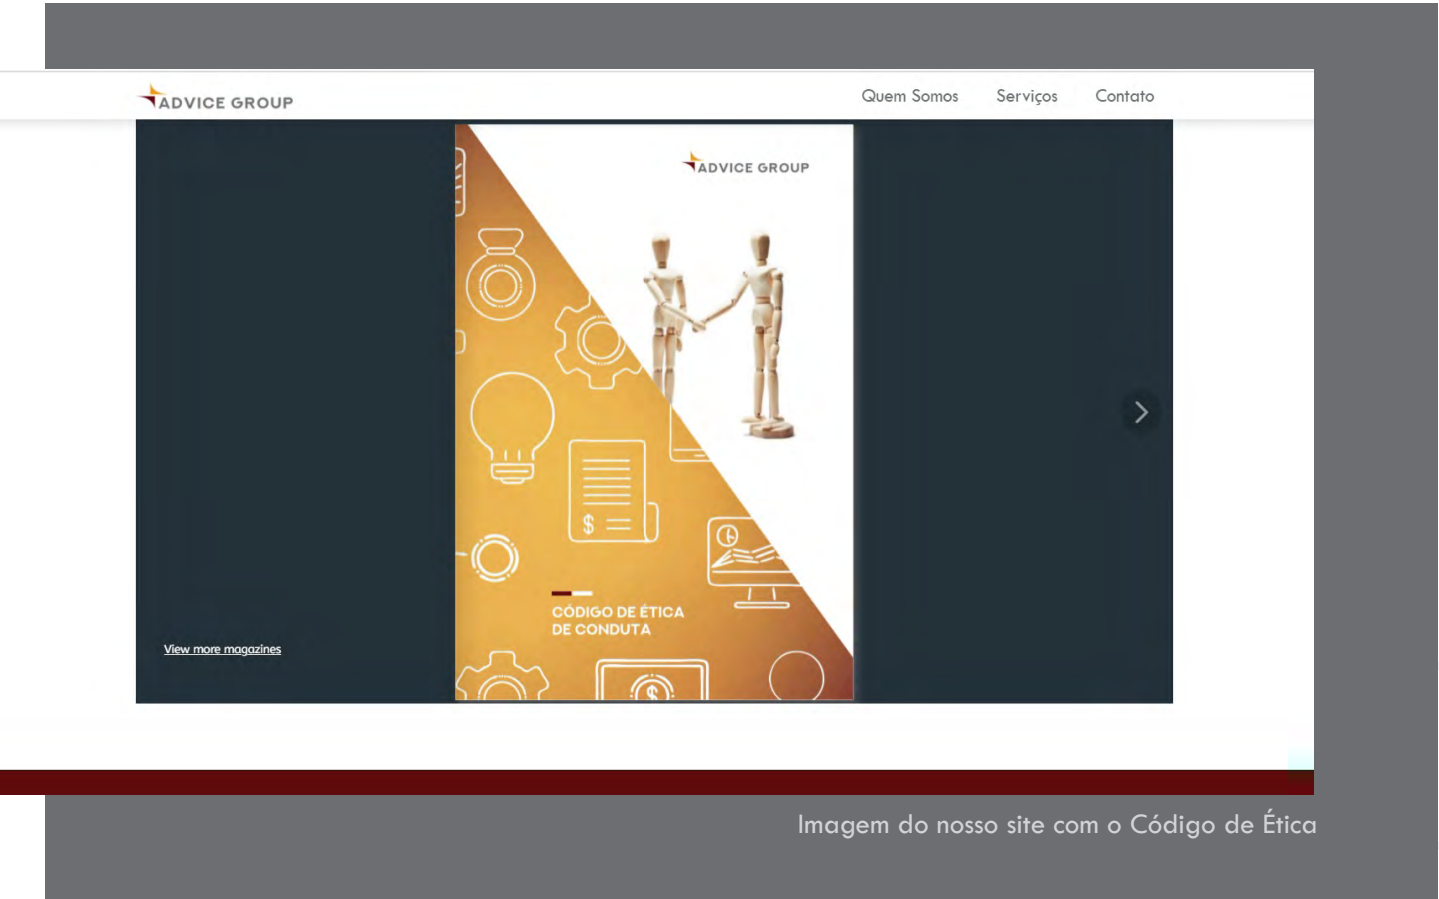 ADVICE GROUP
Quem Somos Serviços Contato
ADVICE GROUP
$
CÓDIGO DE ÉTICA
DE CONDUTA
View more magazines
$
Imagem do nosso site com o Código de Ética